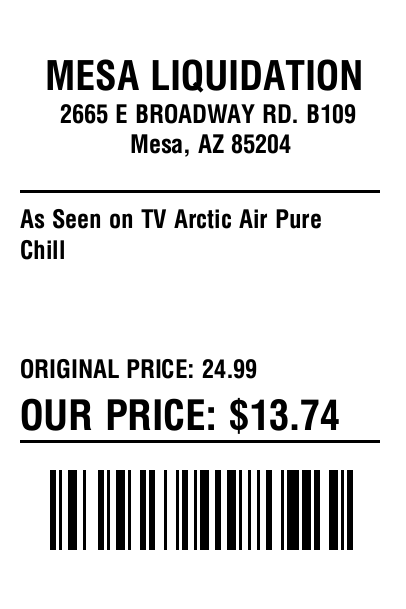 MESA LIQUIDATION
2665 E BROADWAY RD. B109
Mesa, AZ 85204
As Seen on TV Arctic Air Pure
Chill
ORIGINAL PRICE: 24.99
OUR PRICE: $13.74